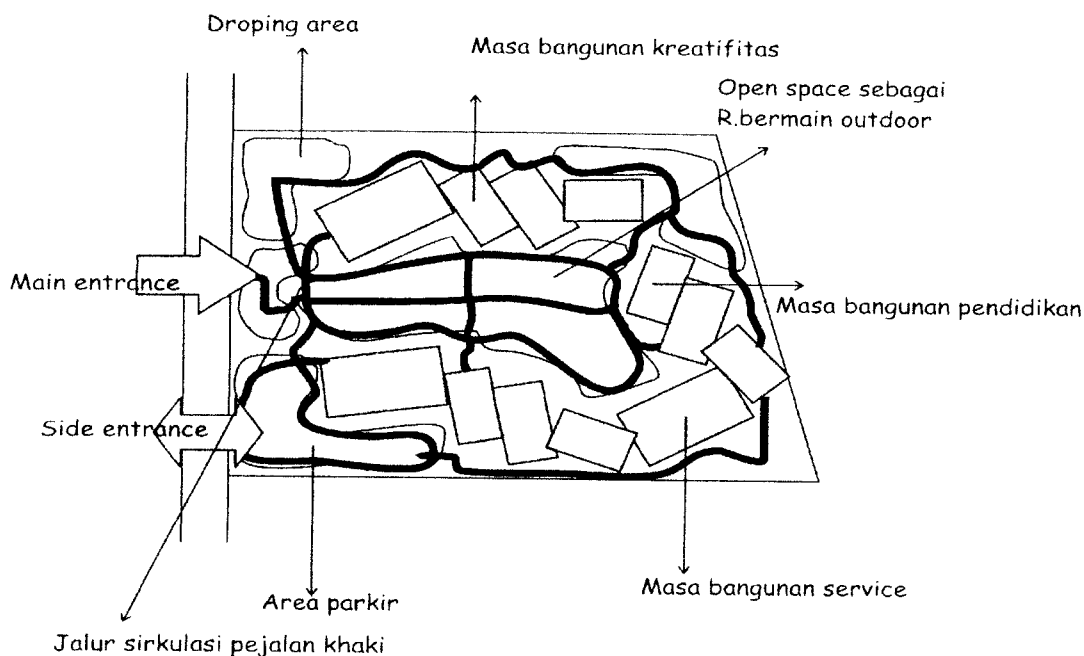 Droping area
Masa bangunan kreatifitas
Open space sebagai
R.bermain outdoor
Main entrance
Masa bangunan pendidikan
Side entrance
Masa bangunan service
Area parkir
Jalur sirkulasi pejalan khaki